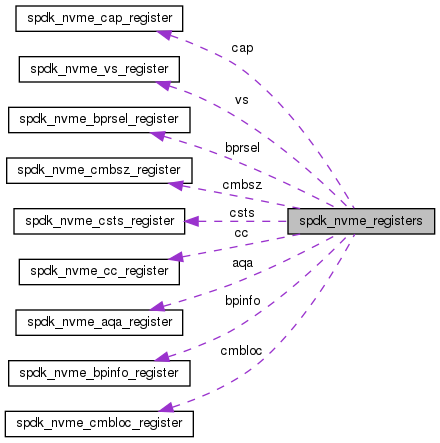 spdk_nvme_cap_register
cap
spdk_nvme_vs_register
vs
spdk_nvme_bprsel_register
bprsel
spdk_nvme_cmbsz_register
cmbsz
spdk_nvme_csts_register
csts
spdk_nvme_registers
cc
spdk_nvme_cc_register
aqa
spdk_nvme_aqa_register
bpinfo
spdk_nvme_bpinfo_register
cmbloc
spdk_nvme_cmbloc_register